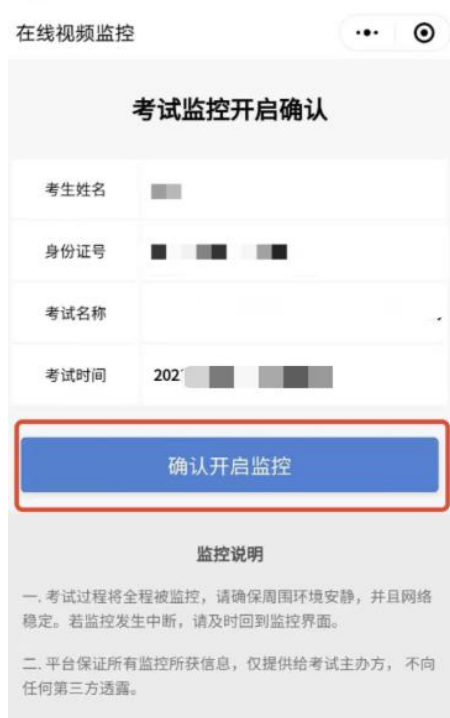 在线视频监控
考试监控开启确认
考生姓名
身份证号
考试名称
考试时间 202
确认开启监控
监控说明
一. 考试过程将全程被监控，请确保周围环境安静，并且网络
稳定。若监控发生中断，请及时回到监控界面。
二. 平台保证所有监控所获信息，仅提供给考试主办方， 不向
任何第三方透露。